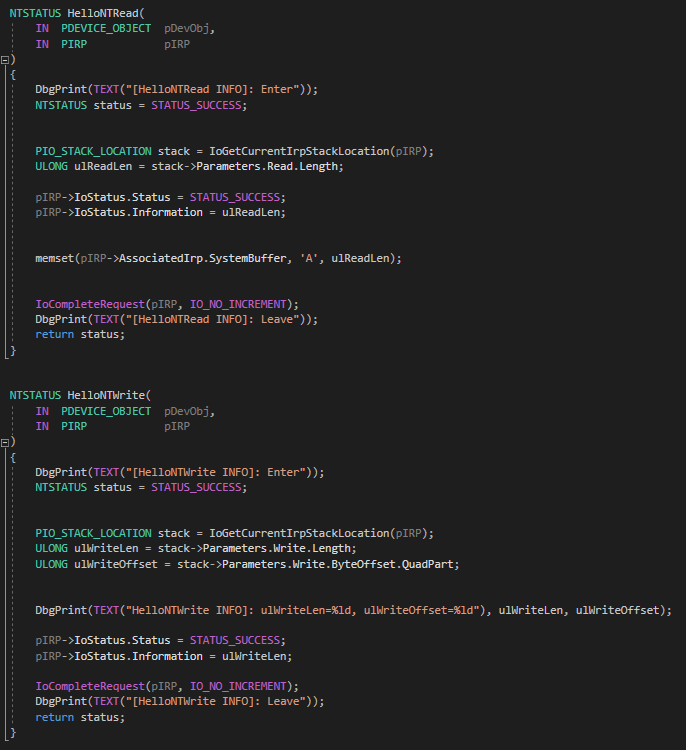 NTSTATUS HelloNTRead(
    IN  PDEVICE_OBJECT  pDevObj,
    IN  PIRP            pIRP
)
{
    DbgPrint(TEXT("[HelloNTRead INFO]: Enter"));
    NTSTATUS status = STATUS_SUCCESS;
    PIO_STACK_LOCATION stack = IoGetCurrentIrpStackLocation(pIRP);
    ULONG ulReadLen = stack->Parameters.Read.Length;
    pIRP->IoStatus.Status = STATUS_SUCCESS;
    pIRP->IoStatus.Information = ulReadLen;
    memset(pIRP->AssociatedIrp.SystemBuffer, 'A', ulReadLen);
    IoCompleteRequest(pIRP, IO_NO_INCREMENT);
    DbgPrint(TEXT("[HelloNTRead INFO]: Leave"));
    return status;
}
NTSTATUS HelloNTWrite(
    IN  PDEVICE_OBJECT  pDevObj,
    IN  PIRP            pIRP
)
{
    DbgPrint(TEXT("[HelloNTWrite INFO]: Enter"));
    NTSTATUS status = STATUS_SUCCESS;
    PIO_STACK_LOCATION stack = IoGetCurrentIrpStackLocation(pIRP);
    ULONG ulWriteLen = stack->Parameters.Write.Length;
    ULONG ulWriteOffset = stack->Parameters.Write.ByteOffset.QuadPart;
    DbgPrint(TEXT("HelloNTWrite INFO]: ulWriteLen=%ld, ulWriteOffset=%ld"), ulWriteLen, ulWriteOffset);
    pIRP->IoStatus.Status = STATUS_SUCCESS;
    pIRP->IoStatus.Information = ulWriteLen;
    IoCompleteRequest(pIRP, IO_NO_INCREMENT);
    DbgPrint(TEXT("[HelloNTWrite INFO]: Leave"));
    return status;
}